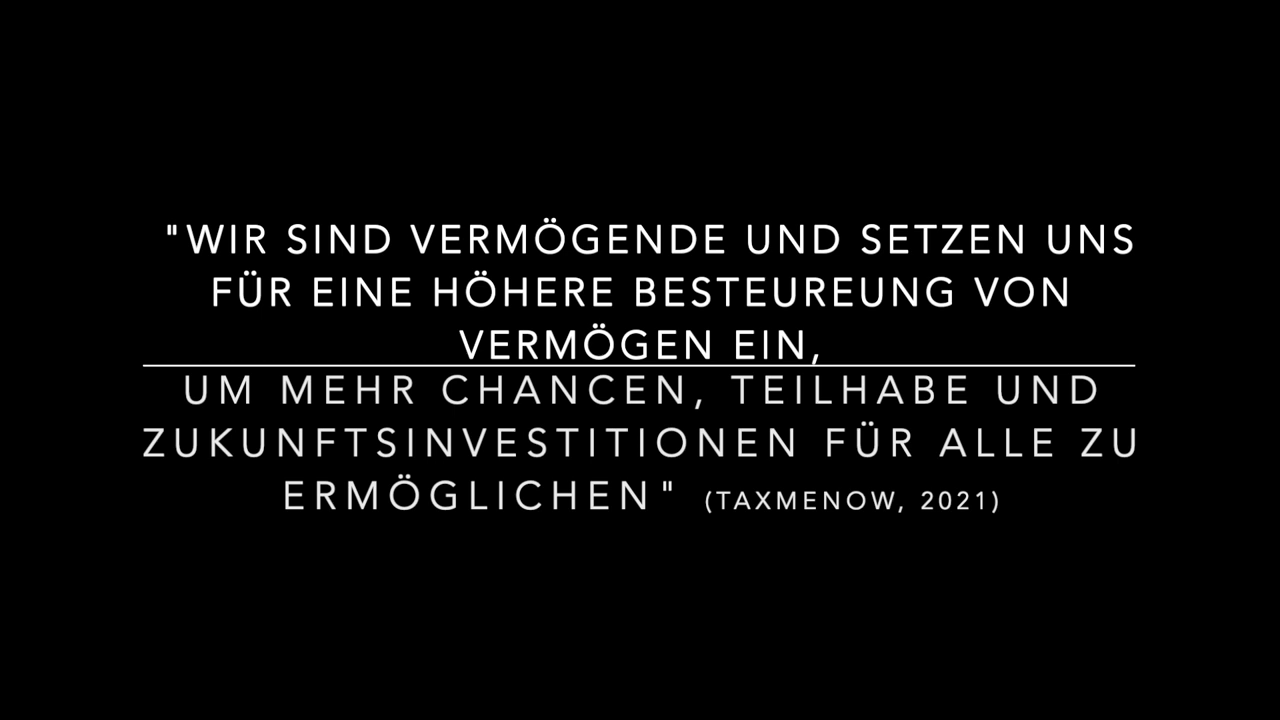 "WIR SIND VERMÖGENDE UND SETZEN UNS
FÜR EINE HÖHERE BESTEUREUNG VON
VERMÖGEN EIN,
UM MEHR CHANCEN, TEILHABE UND
ZUKUNFTSINVESTITIONEN FÜR ALLE ZU
ERMÖGLICHEN" (TAXMENOW, 2021)